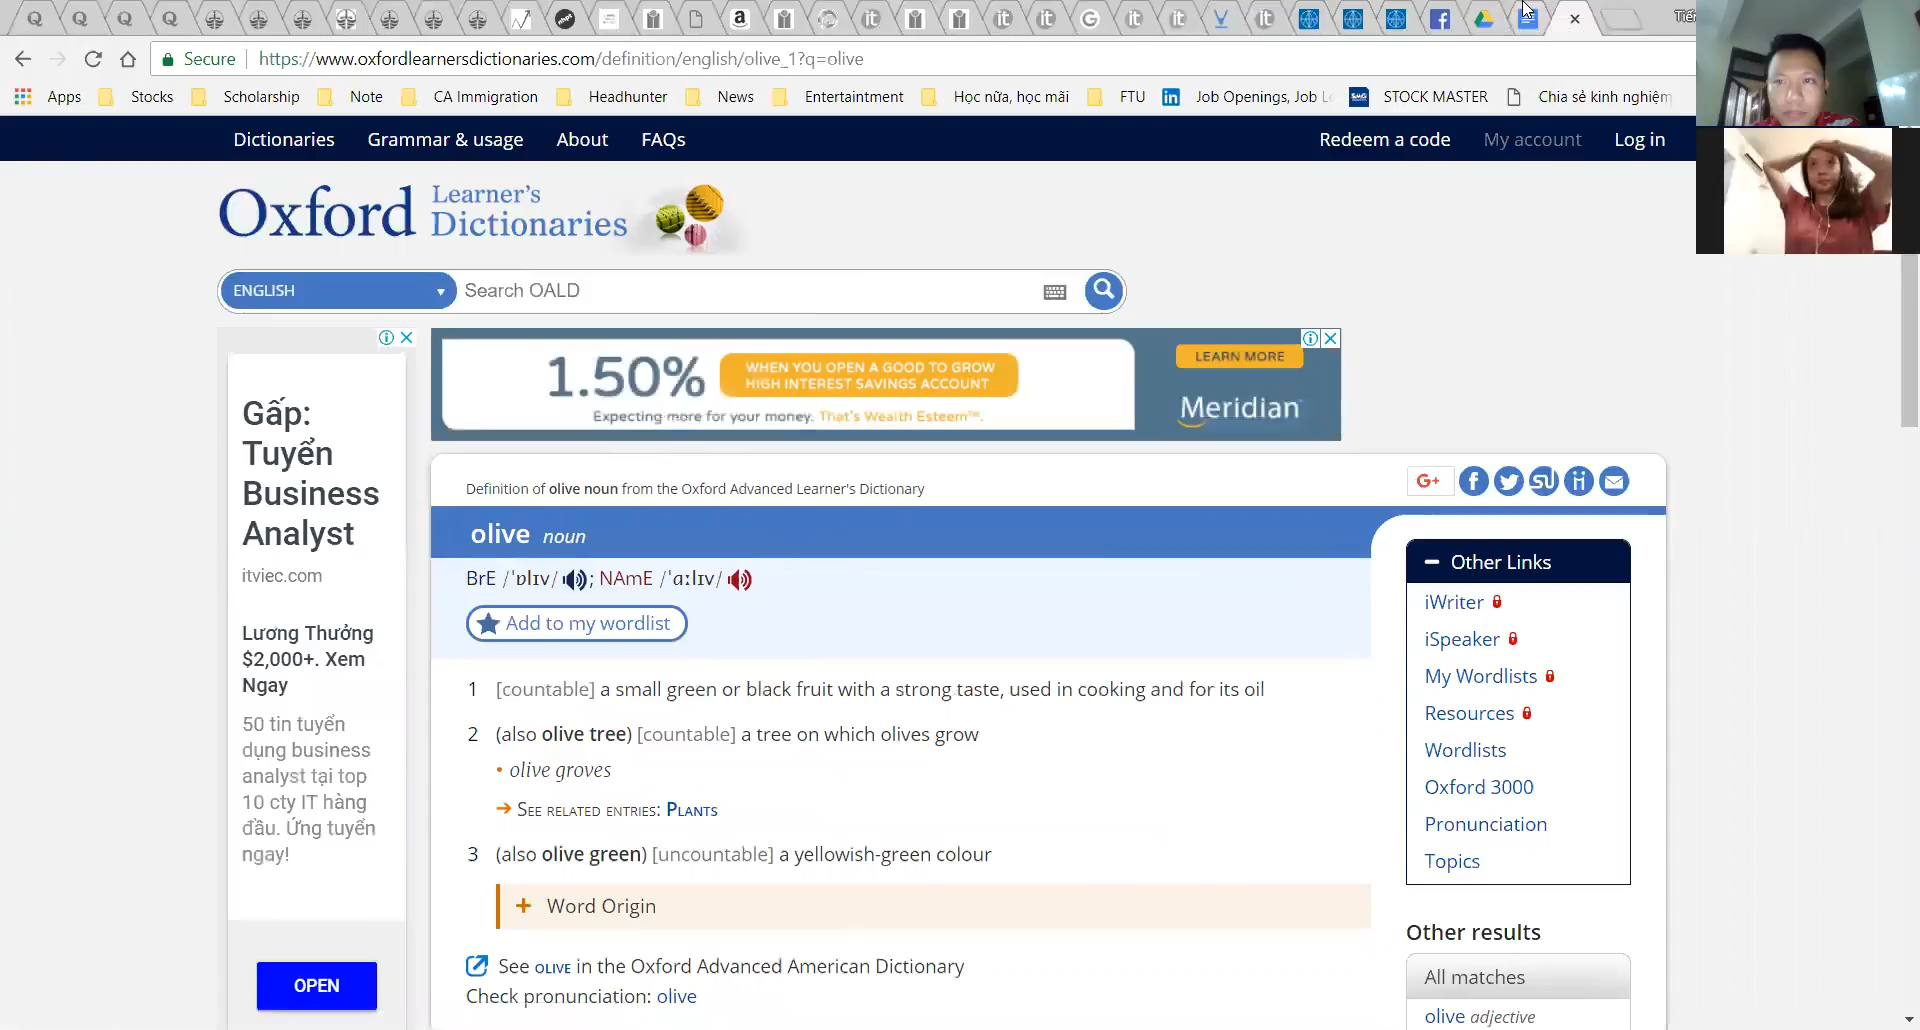 Tiế
Secure
https://www.oxfordlearnersdictionaries.com/definition/english/olive_1?q=olive
Apps Stocks Scholarship Note CA Immigration Headhunter News Entertaintment Học nữa, học mãi FTU Job Openings, Job L STOCK MASTER Chia sẻ kinh nghiệm
Dictionaries Grammar & usage About FAQs Redeem a code My account Log in
Oxford Learner's Dictionaries
ENGLISH Search OALD
Gấp:
Tuyển
Business
Analyst
itviec.com
Lương Thưởng
$2,000+. Xem
Ngay
50 tin tuyển
dụng business
analyst tại top
10 cty IT hàng
đầu. Ứng tuyển
ngay!
OPEN
1.50%
WHEN YOU OPEN A GOOD TO GROW
HIGH INTEREST SAVINGS ACCOUNT
Expecting more for your money. That's Wealth Esteem™.
LEARN MORE
Meridian
Definition of olive noun from the Oxford Advanced Learner's Dictionary
olive noun
BrE /ˈɒlɪv/ ; NAmE /ˈɑːlɪv/
Add to my wordlist
1 [countable] a small green or black fruit with a strong taste, used in cooking and for its oil
2 (also olive tree) [countable] a tree on which olives grow
• olive groves
SEE RELATED ENTRIES: PLANTS
3 (also olive green) [uncountable] a yellowish-green colour
+ Word Origin
See OLIVE in the Oxford Advanced American Dictionary
Check pronunciation: olive
G+
Other Links
iWriter
iSpeaker
My Wordlists
Resources
Wordlists
Oxford 3000
Pronunciation
Topics
Other results
All matches
olive adjective